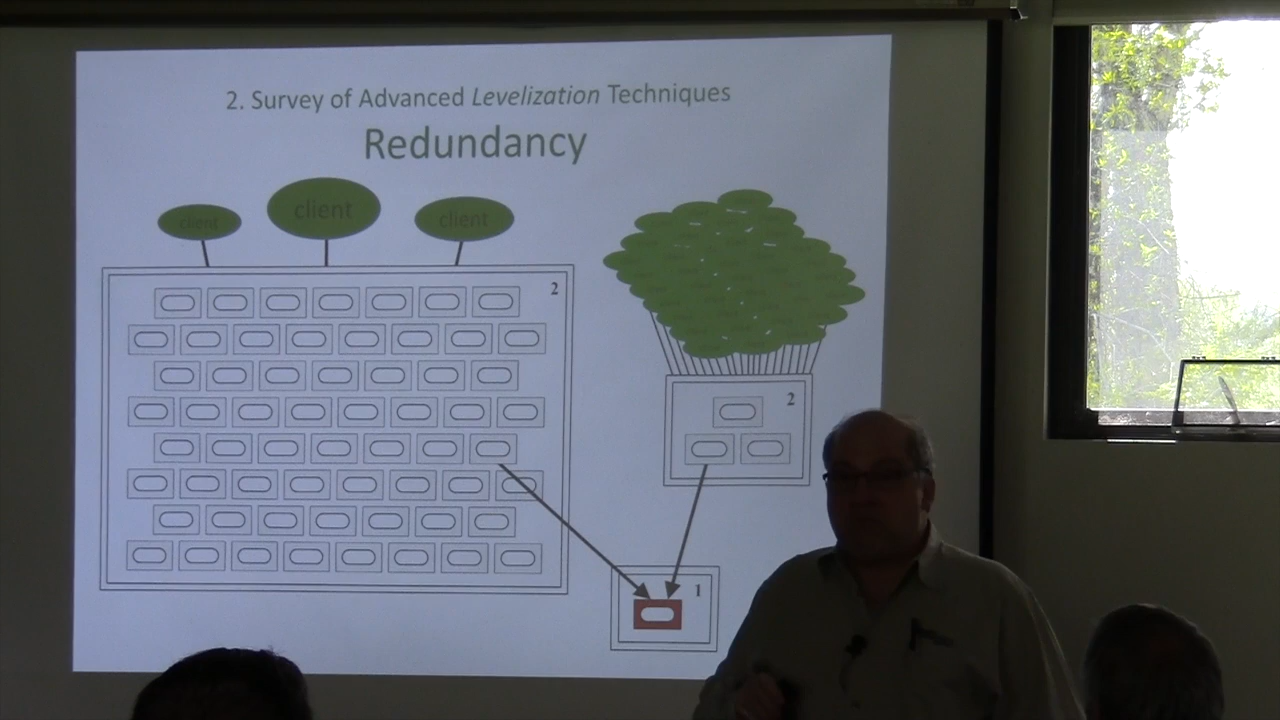 2. Survey of Advanced Levelization Techniques
Redundancy
client
client
client
2
2
1